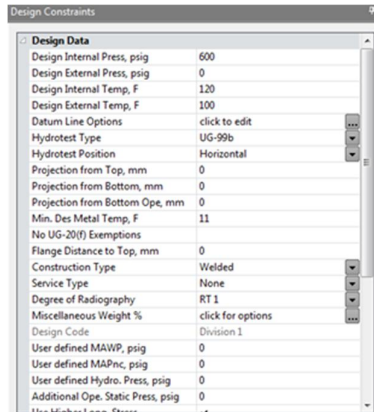 Design Constraints
Design Data
Design Internal Press, psig 600
Design External Press, psig 0
Design Internal Temp, F 120
Design External Temp, F 100
Datum Line Options click to edit ...
Hydrotest Type UG-99b
Hydrotest Position Horizontal
Projection from Top, mm 0
Projection from Bottom, mm 0
Projection from Bottom Ope, mm 0
Min. Des Metal Temp, F 11
No UG-20(f) Exemptions
Flange Distance to Top, mm 0
Construction Type Welded
Service Type None
Degree of Radiography RT 1
Miscellaneous Weight % click for options ...
Design Code Division 1
User defined MAWP, psig 0
User defined MAPnc, psig 0
User defined Hydro. Press, psig 0
Additional Ope. Static Press, psig 0
Use Higher Long. Stress